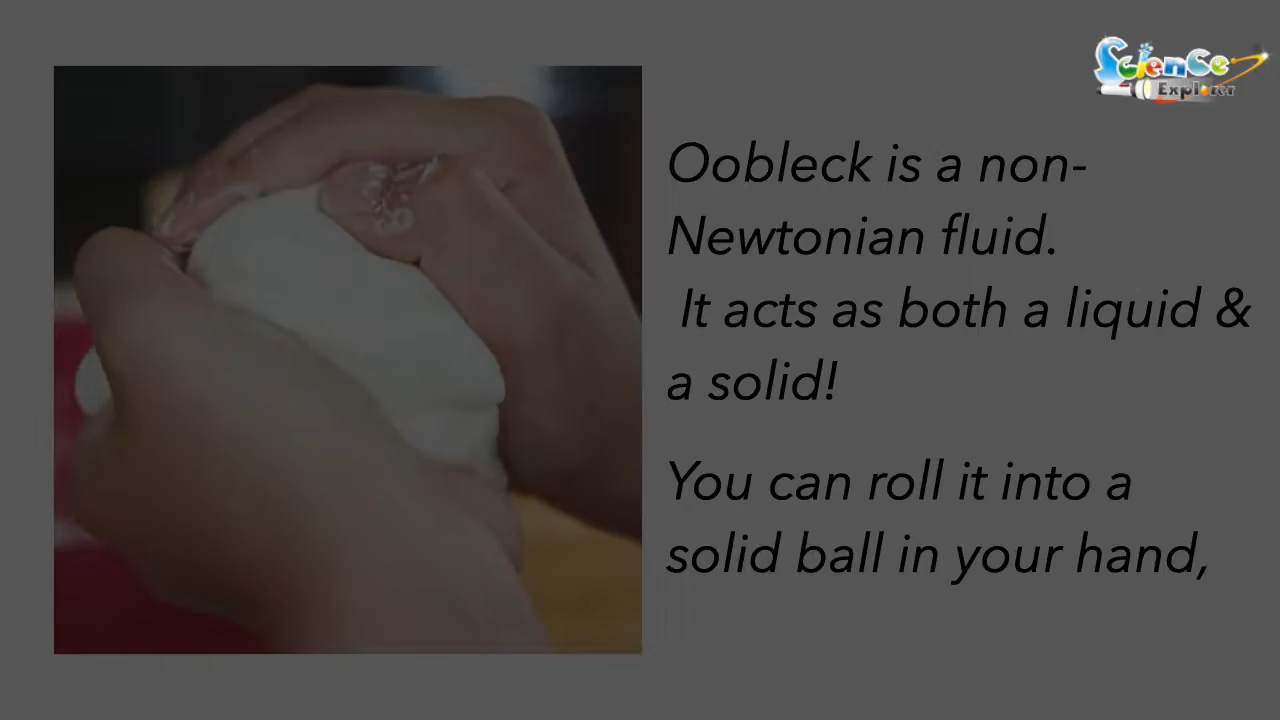 Science
Explorer
Oobleck is a non-
Newtonian fluid.
It acts as both a liquid &
a solid!
You can roll it into a
solid ball in your hand,